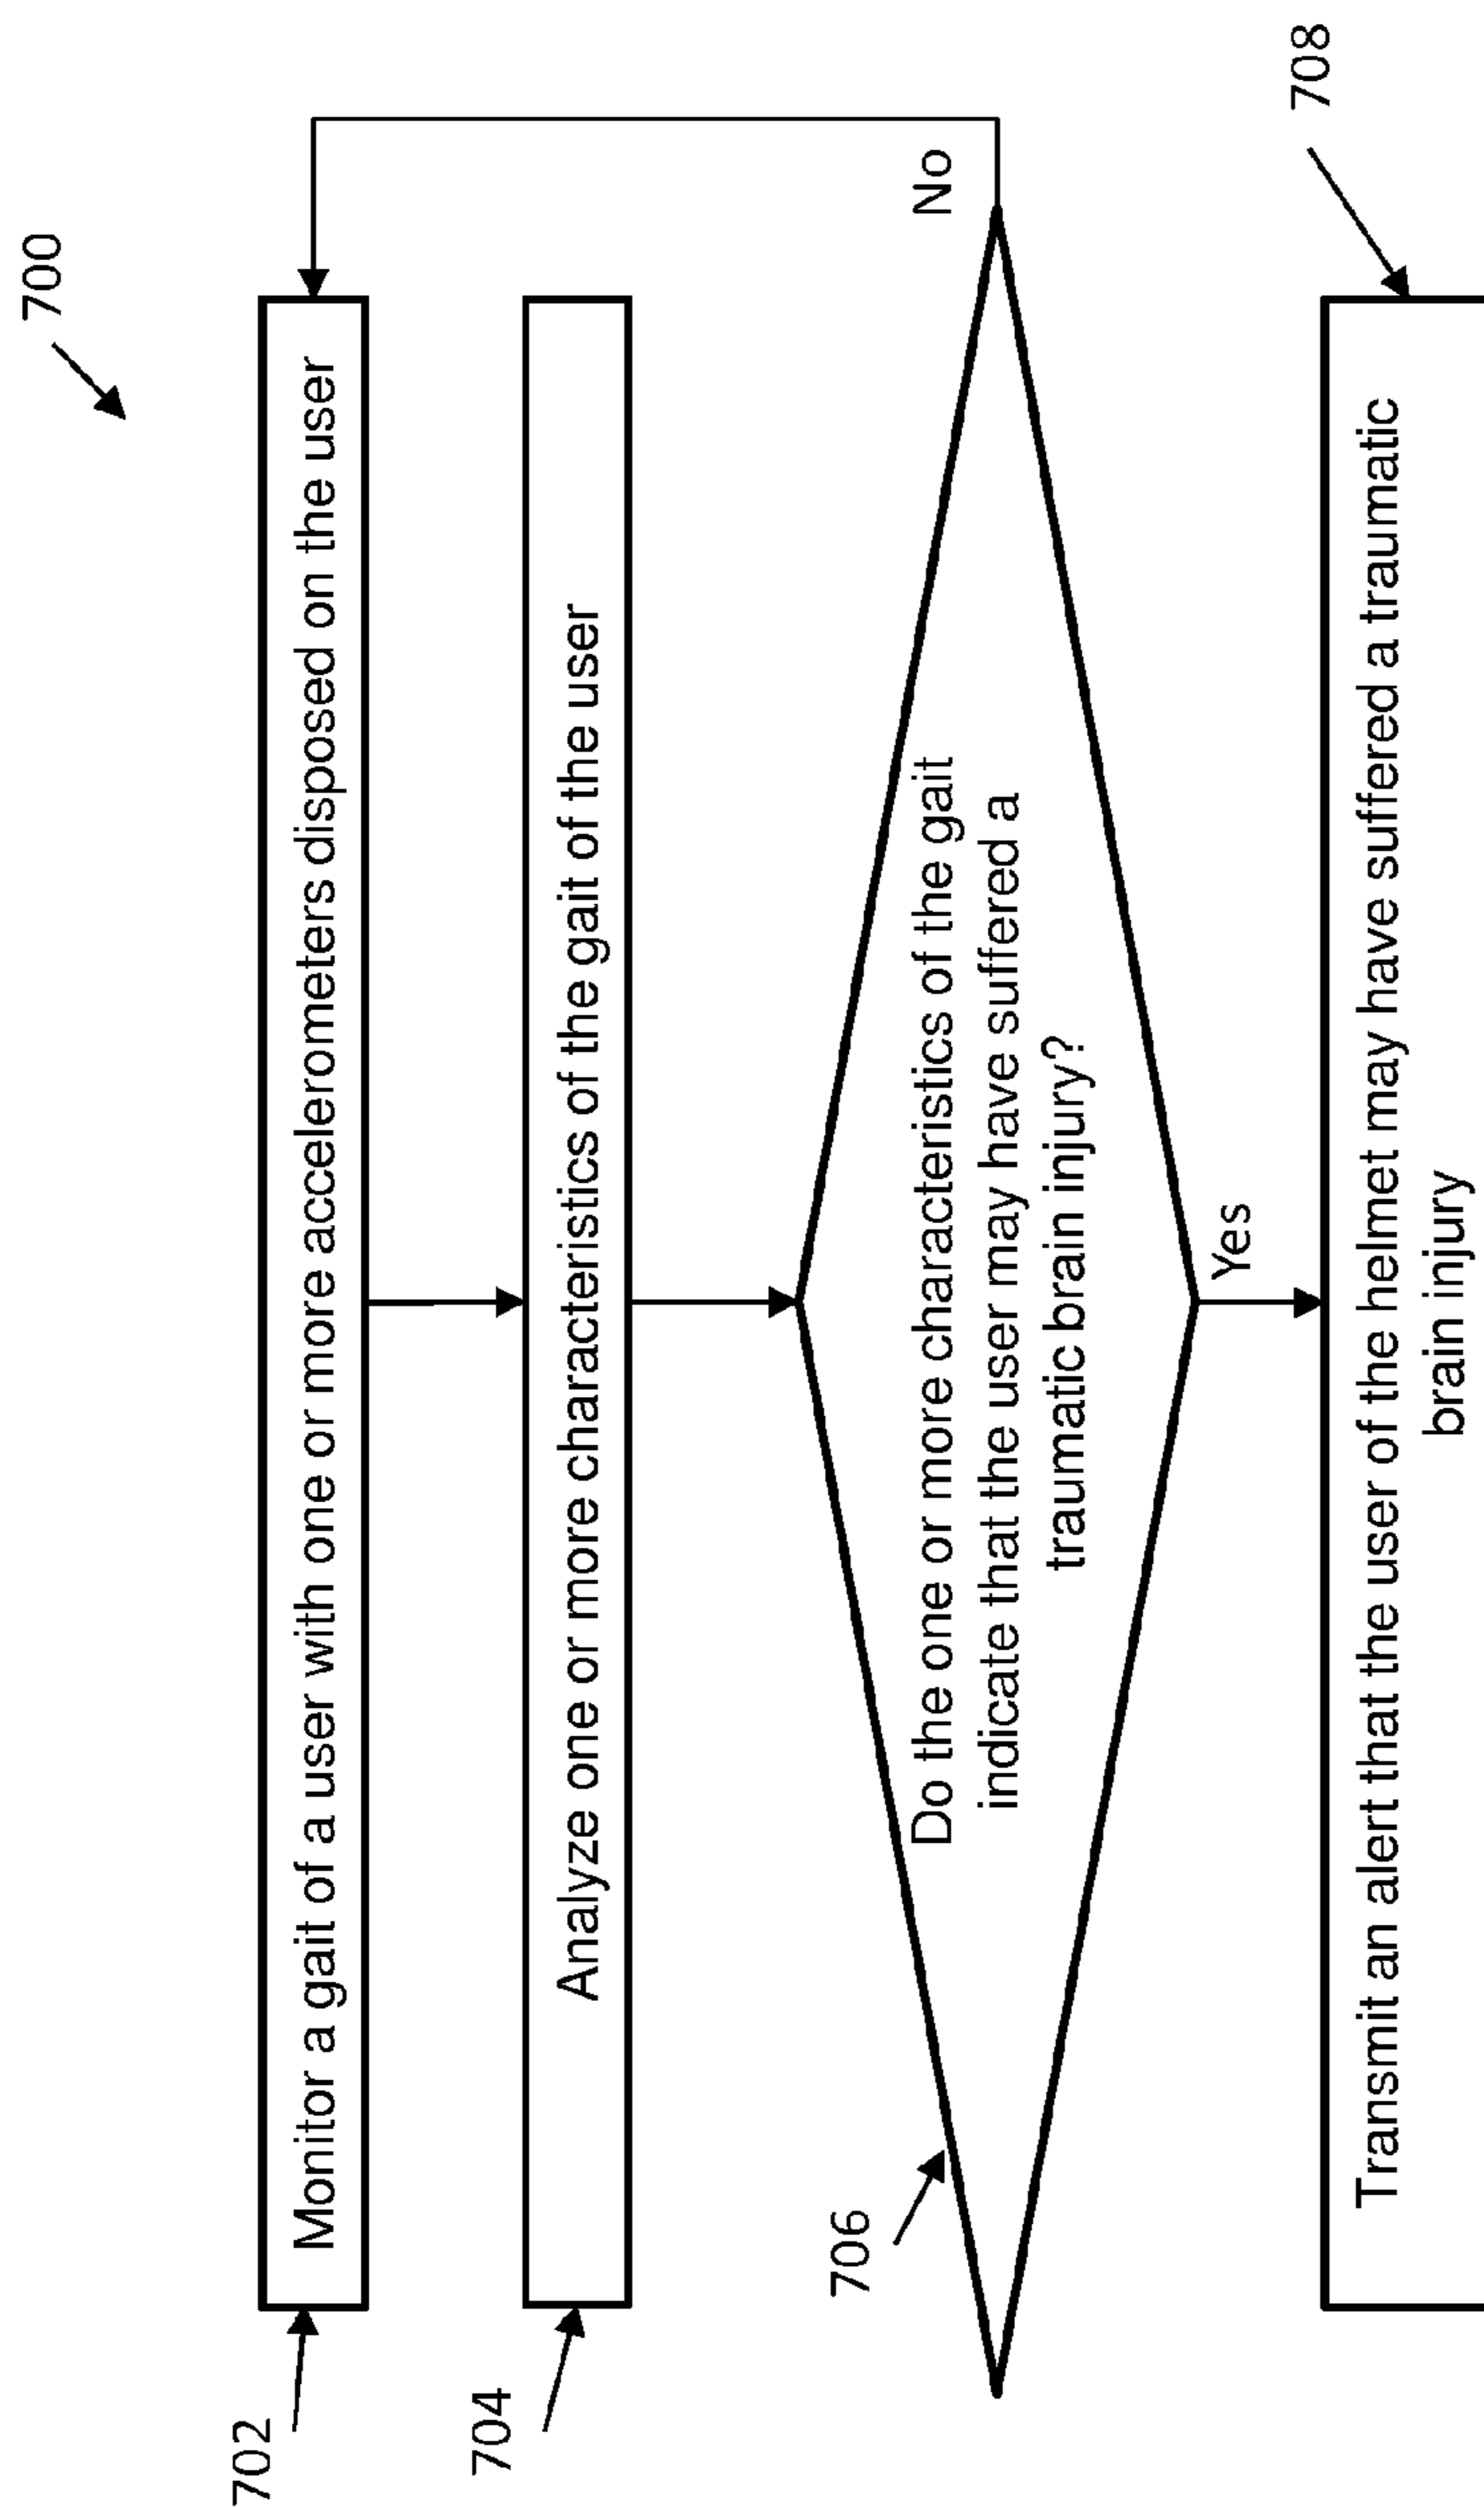 700
702
Monitor a gait of a user with one or more accelerometers disposed on the user
704
Analyze one or more characteristics of the gait of the user
706
Do the one or more characteristics of the gait
indicate that the user may have suffered a
traumatic brain injury?
No
Yes
708
Transmit an alert that the user of the helmet may have suffered a traumatic
brain injury